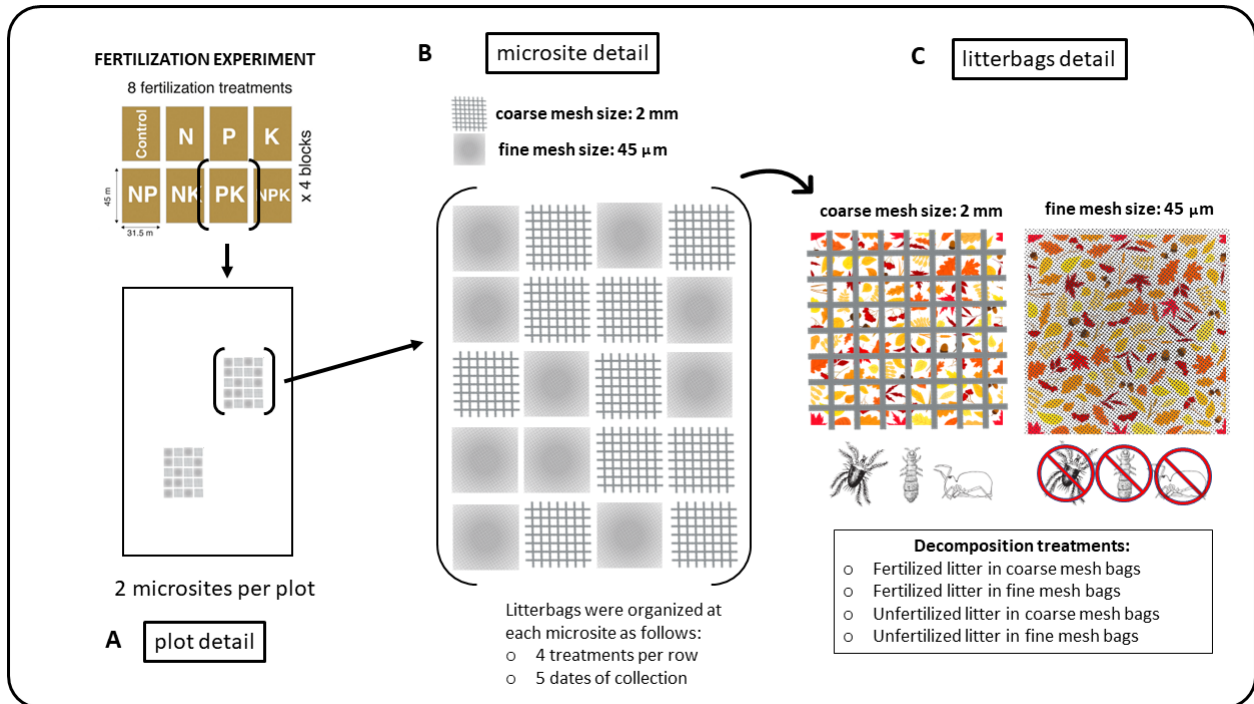 FERTILIZATION EXPERIMENT
8 fertilization treatments
Control
N
P
K
NP
NK
PK
NPK
x 4 blocks
45 m
31.5 m
2 microsites per plot
A
plot detail
B
microsite detail
coarse mesh size: 2 mm
fine mesh size: 45 μm
Litterbags were organized at
each microsite as follows:
o 4 treatments per row
o 5 dates of collection
C
litterbags detail
coarse mesh size: 2 mm
fine mesh size: 45 μm
Decomposition treatments:
o Fertilized litter in coarse mesh bags
o Fertilized litter in fine mesh bags
o Unfertilized litter in coarse mesh bags
o Unfertilized litter in fine mesh bags